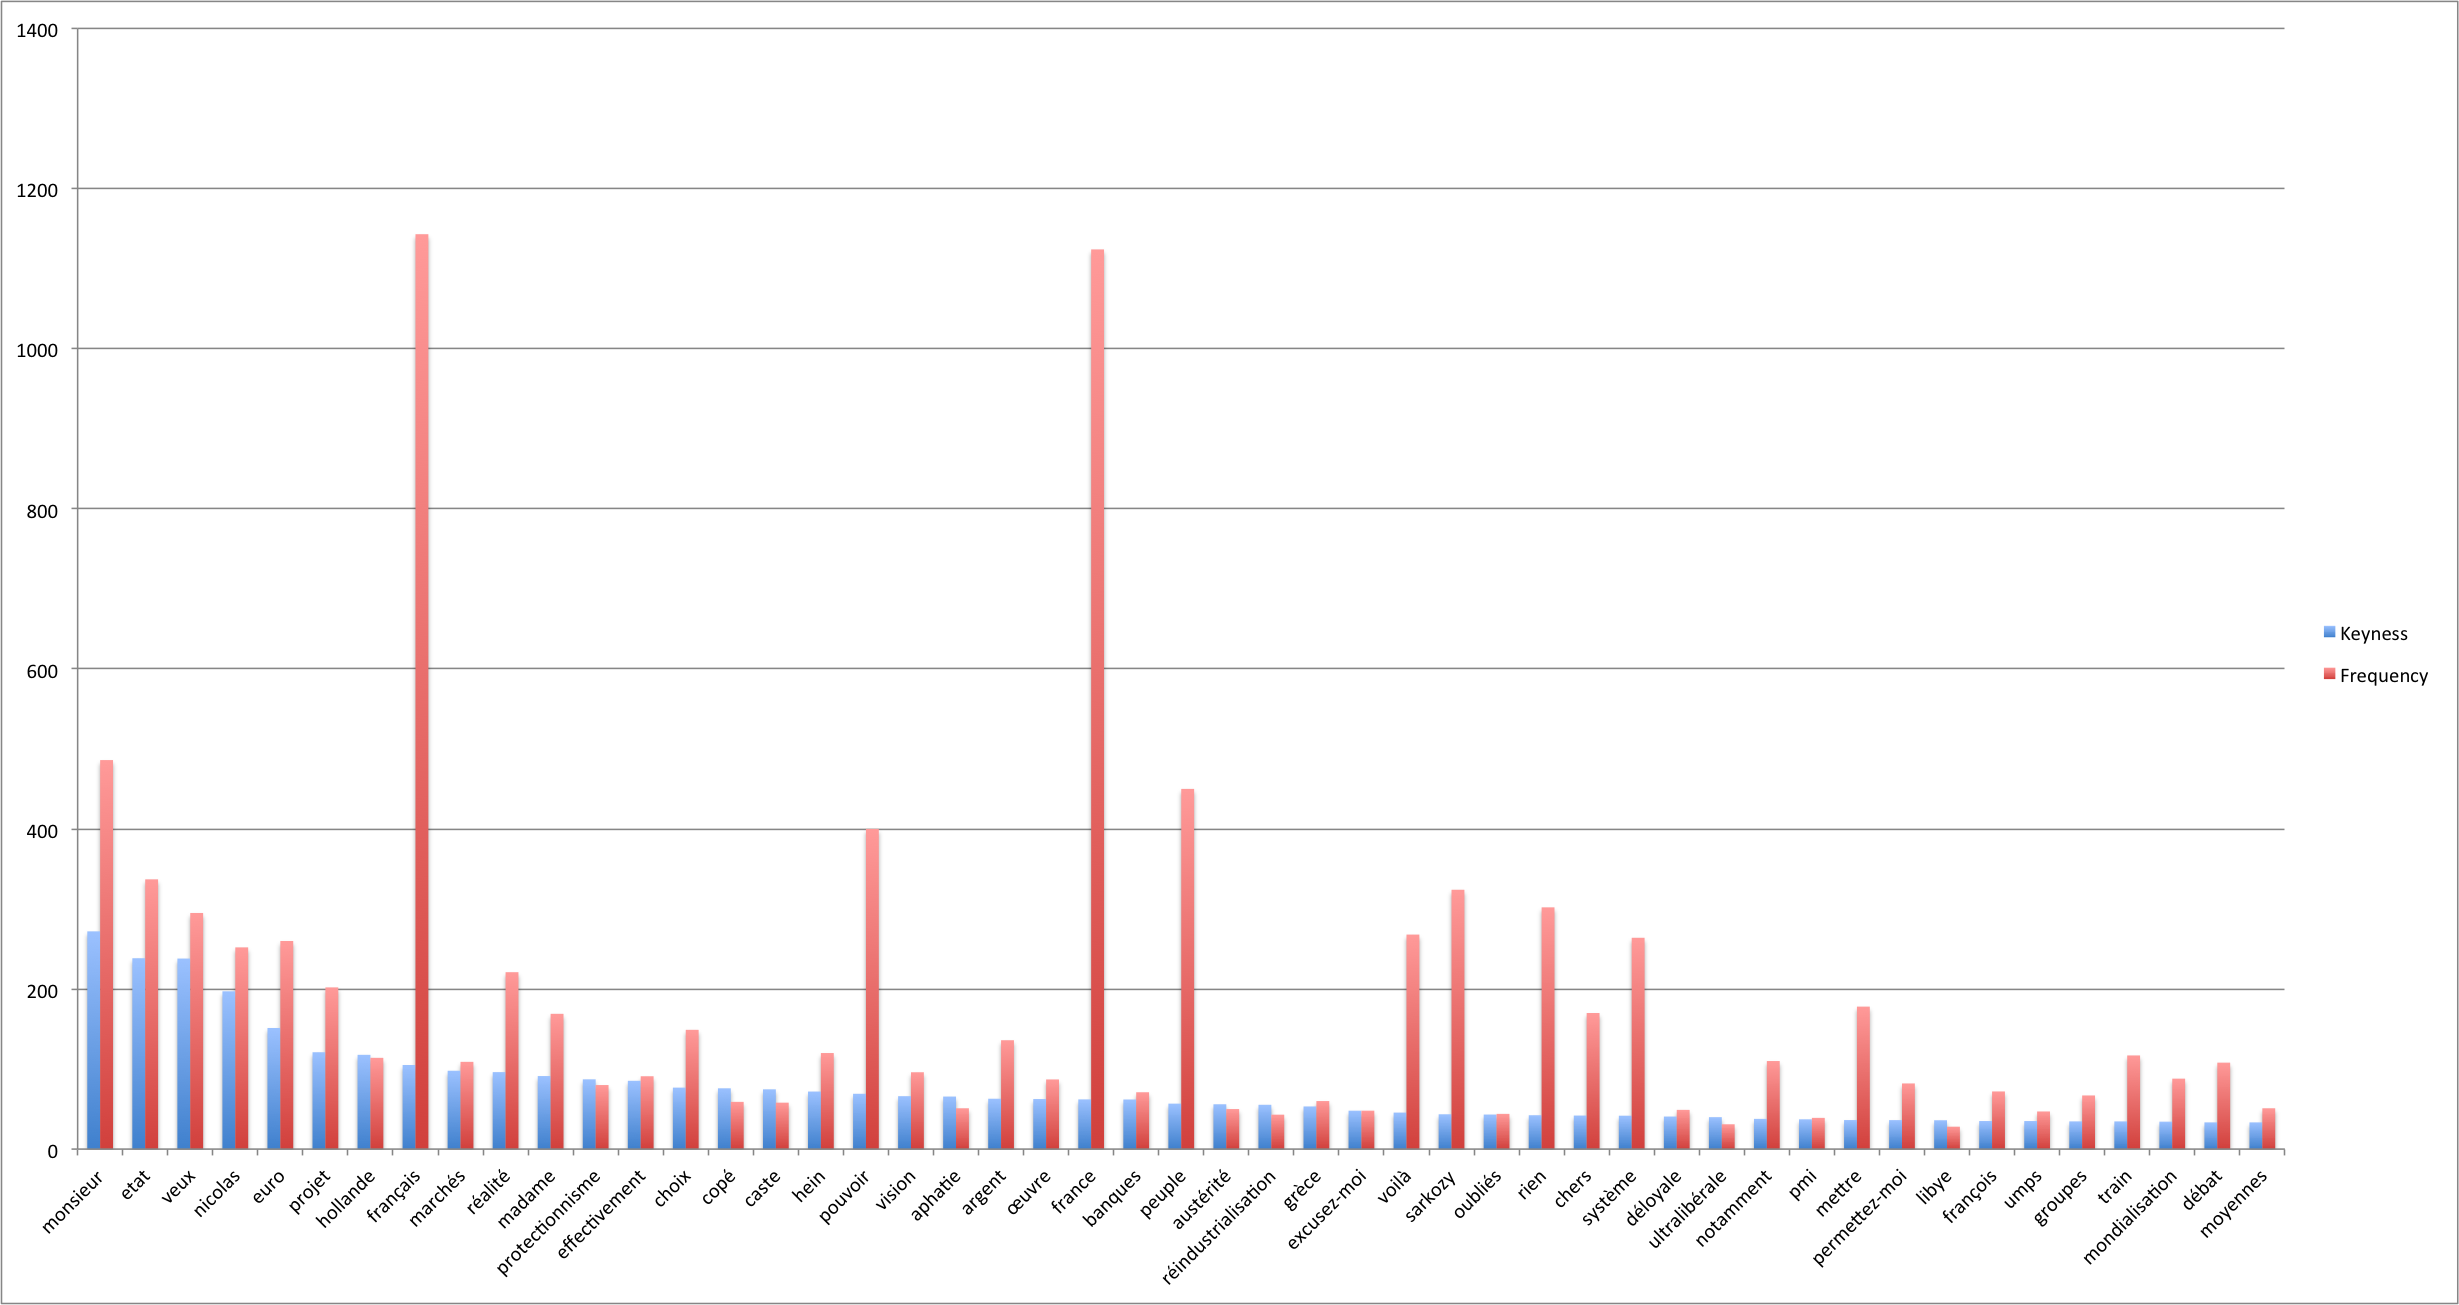 1400
1200
1000
800
600
400
200
0
monsieur
etat
veux
nicolas
euro
projet
hollande
français
marchés
réalité
madame
protectionnisme
effectivement
choix
copé
caste
hein
pouvoir
vision
aphatie
argent
œuvre
france
banques
peuple
austérité
réindustrialisation
grèce
excusez-moi
voilà
sarkozy
oubliés
rien
chers
système
déloyale
ultralibérale
notamment
pmi
mettre
permettez-moi
libye
françois
umps
groupes
train
mondialisation
débat
moyennes
Keyness
Frequency